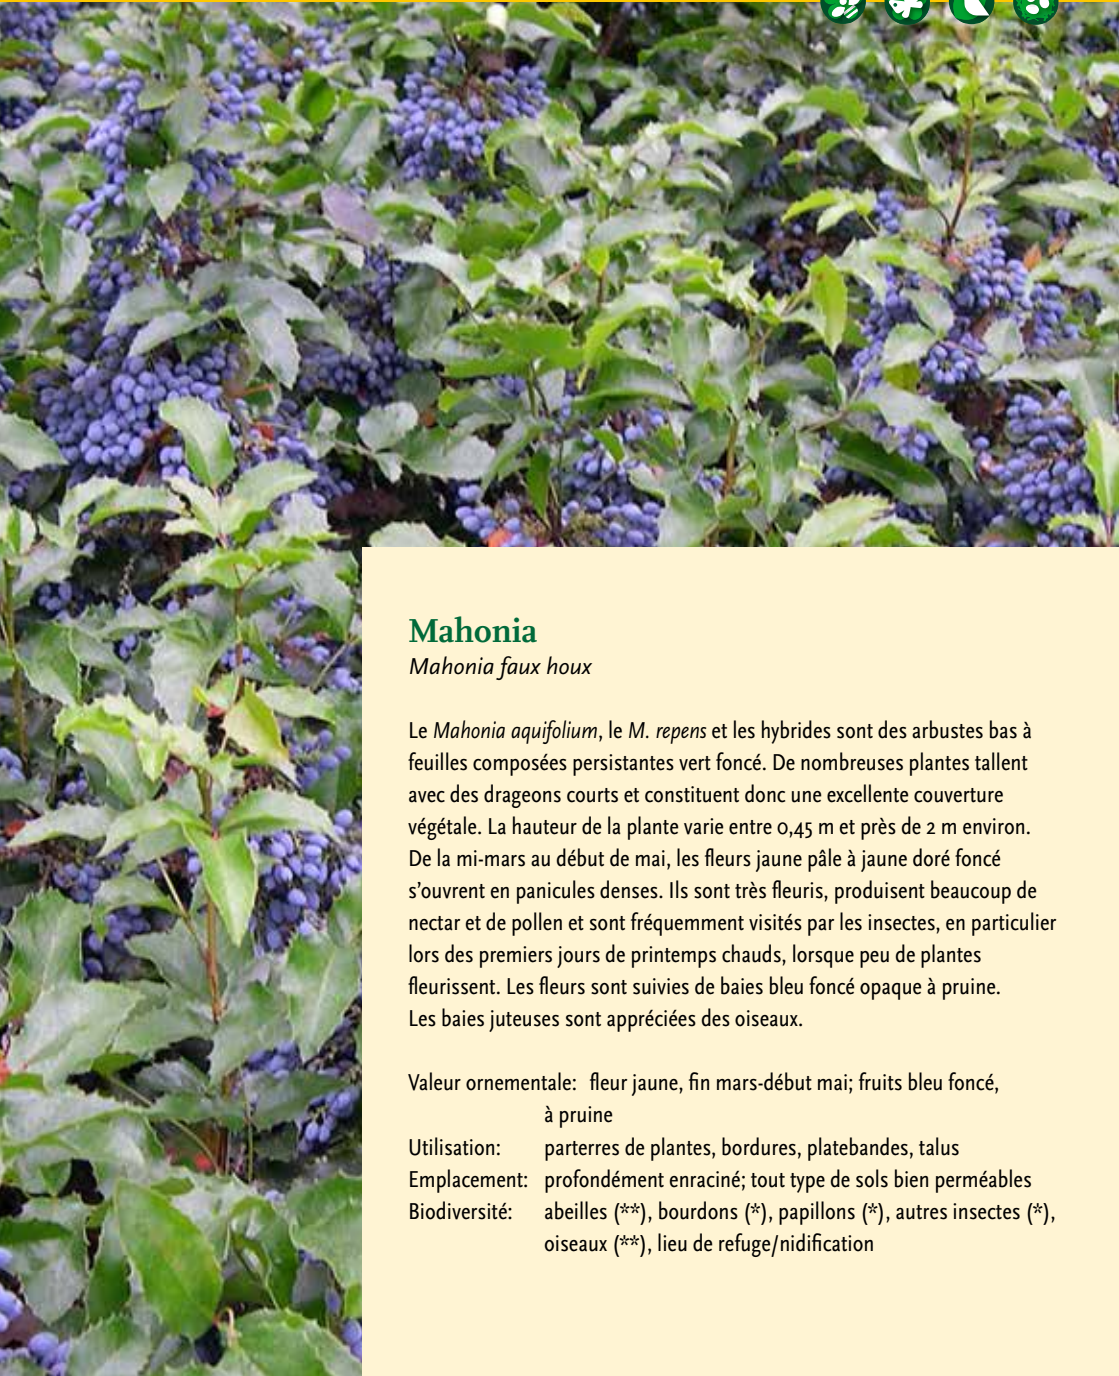 Mahonia
Mahonia faux houx
Le Mahonia aquifolium, le M. repens et les hybrides sont des arbustes bas à
feuilles composées persistantes vert foncé. De nombreuses plantes tallent
avec des drageons courts et constituent donc une excellente couverture
végétale. La hauteur de la plante varie entre 0,45 m et près de 2 m environ.
De la mi-mars au début de mai, les fleurs jaune pâle à jaune doré foncé
s’ouvrent en panicules denses. Ils sont très fleuris, produisent beaucoup de
nectar et de pollen et sont fréquemment visités par les insectes, en particulier
lors des premiers jours de printemps chauds, lorsque peu de plantes
fleurissent. Les fleurs sont suivies de baies bleu foncé opaque à pruine.
Les baies juteuses sont appréciées des oiseaux.
Valeur ornementale: fleur jaune, fin mars-début mai; fruits bleu foncé,
à pruine
Utilisation: parterres de plantes, bordures, platebandes, talus
Emplacement: profondément enraciné; tout type de sols bien perméables
Biodiversité: abeilles (**), bourdons (*), papillons (*), autres insectes (*),
oiseaux (**), lieu de refuge/nidification